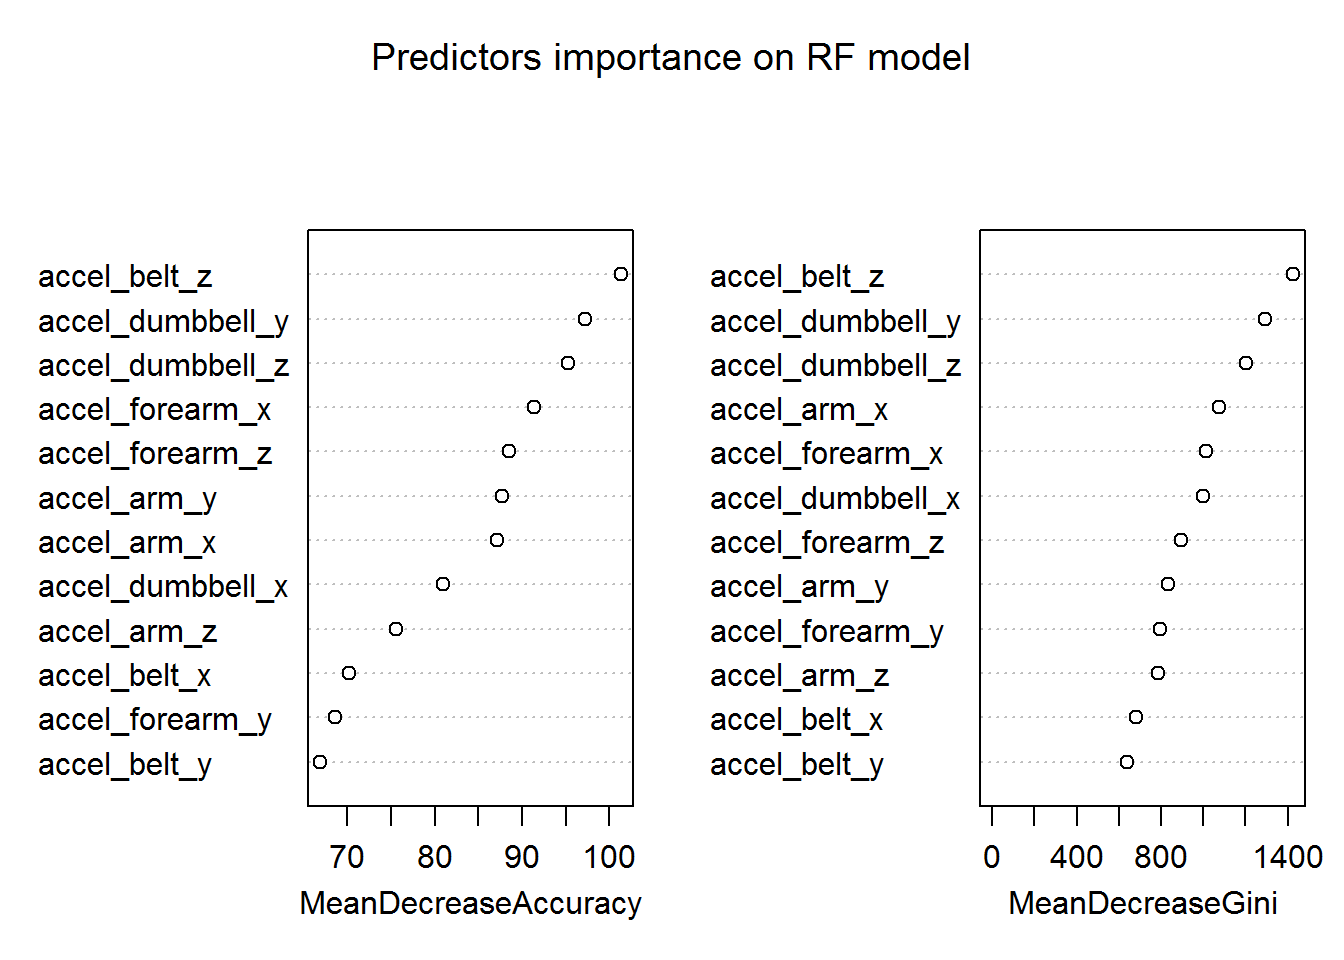 Predictors importance on RF model
accel_belt_z
accel_dumbbell_y
accel_dumbbell_z
accel_forearm_x
accel_forearm_z
accel_arm_y
accel_arm_x
accel_dumbbell_x
accel_arm_z
accel_belt_x
accel_forearm_y
accel_belt_y
70 80 90 100
MeanDecreaseAccuracy
accel_belt_z
accel_dumbbell_y
accel_dumbbell_z
accel_arm_x
accel_forearm_x
accel_dumbbell_x
accel_forearm_z
accel_arm_y
accel_forearm_y
accel_arm_z
accel_belt_x
accel_belt_y
0 400 800 1400
MeanDecreaseGini